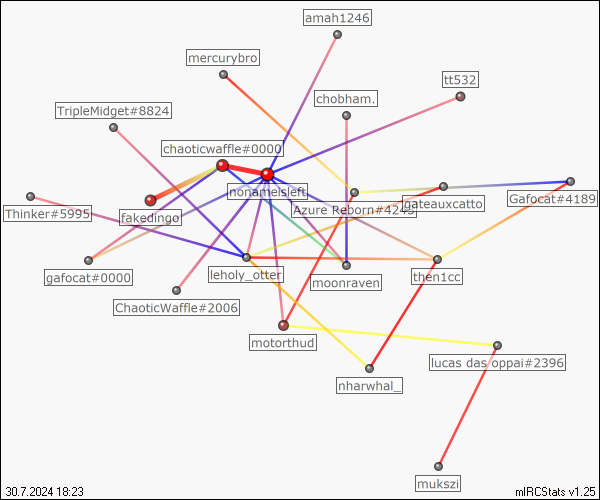 amah1246
mercurybro
tt532
chobham.
TripleMidget#8824
chaoticwaffle#0000
nonameisleft
Azure Reborn#4245
gateauxcatto
Gafocat#4189
Thinker#5995
fakedingo
gafocat#0000
leholy_otter
moonraven
then1cc
ChaoticWaffle#2006
motorthud
lucas das oppai#2396
nharwhal_
mukszi
30.7.2024 18:23
mIRCStats v1.25